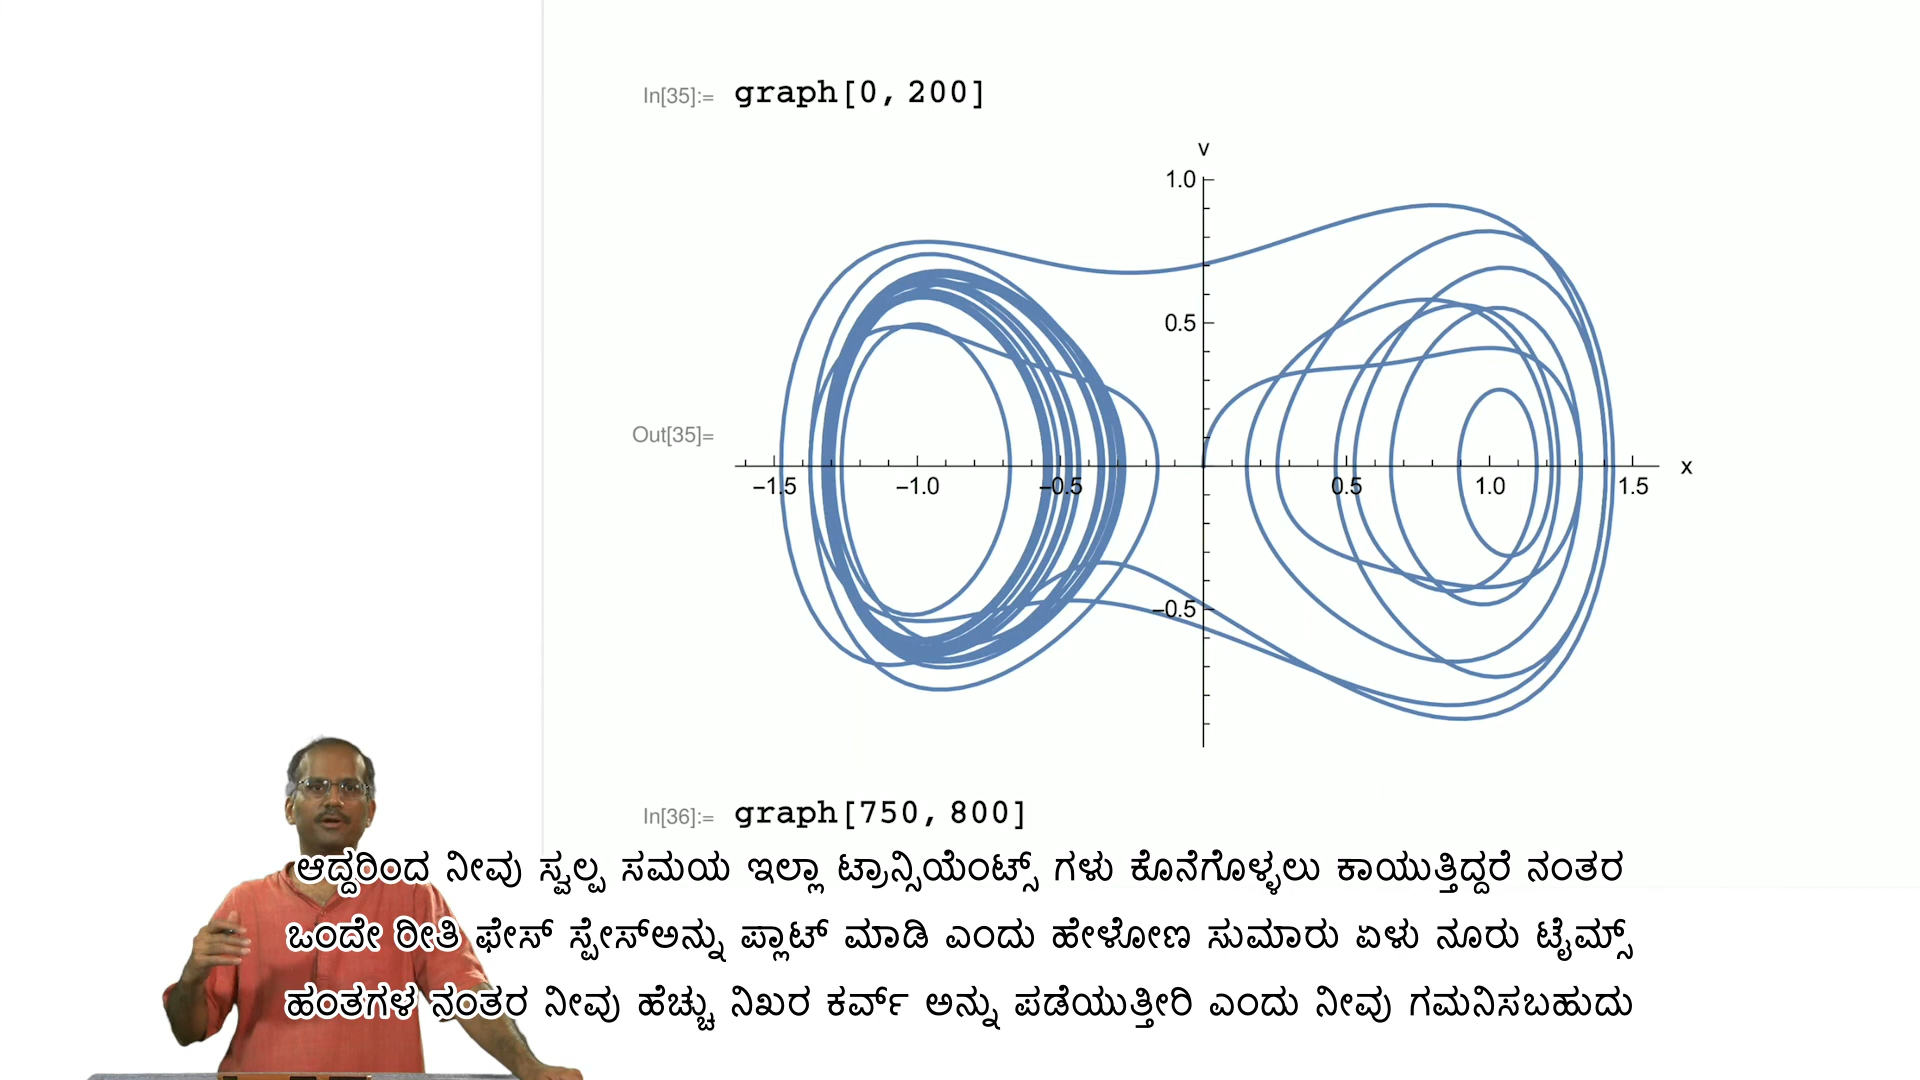 In[35]:= graph[0, 200]
v
1.0
0.5
Out[35]=
−1.5 −1.0 −0.5 0.5 1.0 1.5 x
−0.5
In[36]:= graph[750, 800]
ಆದ್ದರಿಂದ ನೀವು ಸ್ವಲ್ಪ ಸಮಯ ಇಲ್ಲಾ ಟ್ರಾನ್ಸಿಯೆಂಟ್ಸ್ ಗಳು ಕೊನೆಗೊಳ್ಳಲು ಕಾಯುತ್ತಿದ್ದರೆ ನಂತರ
ಒಂದೇ ರೀತಿ ಫೇಸ್ ಸ್ಪೇಸ್ಅನ್ನು ಪ್ಲಾಟ್ ಮಾಡಿ ಎಂದು ಹೇಳೋಣ ಸುಮಾರು ಏಳು ನೂರು ಟೈಮ್ಸ್
ಹಂತಗಳ ನಂತರ ನೀವು ಹೆಚ್ಚು ನಿಖರ ಕರ್ವ್ ಅನ್ನು ಪಡೆಯುತ್ತೀರಿ ಎಂದು ನೀವು ಗಮನಿಸಬಹುದು